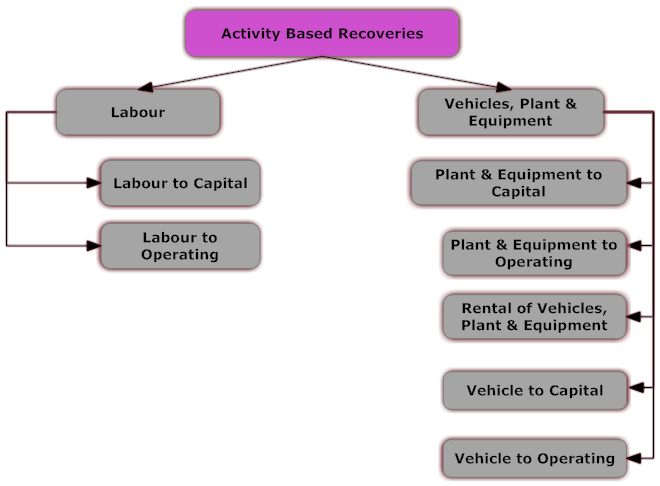 Activity Based Recoveries
Labour
Labour to Capital
Labour to
Operating
Vehicles, Plant &
Equipment
Plant & Equipment to
Capital
Plant & Equipment to
Operating
Rental of Vehicles,
Plant & Equipment
Vehicle to Capital
Vehicle to Operating